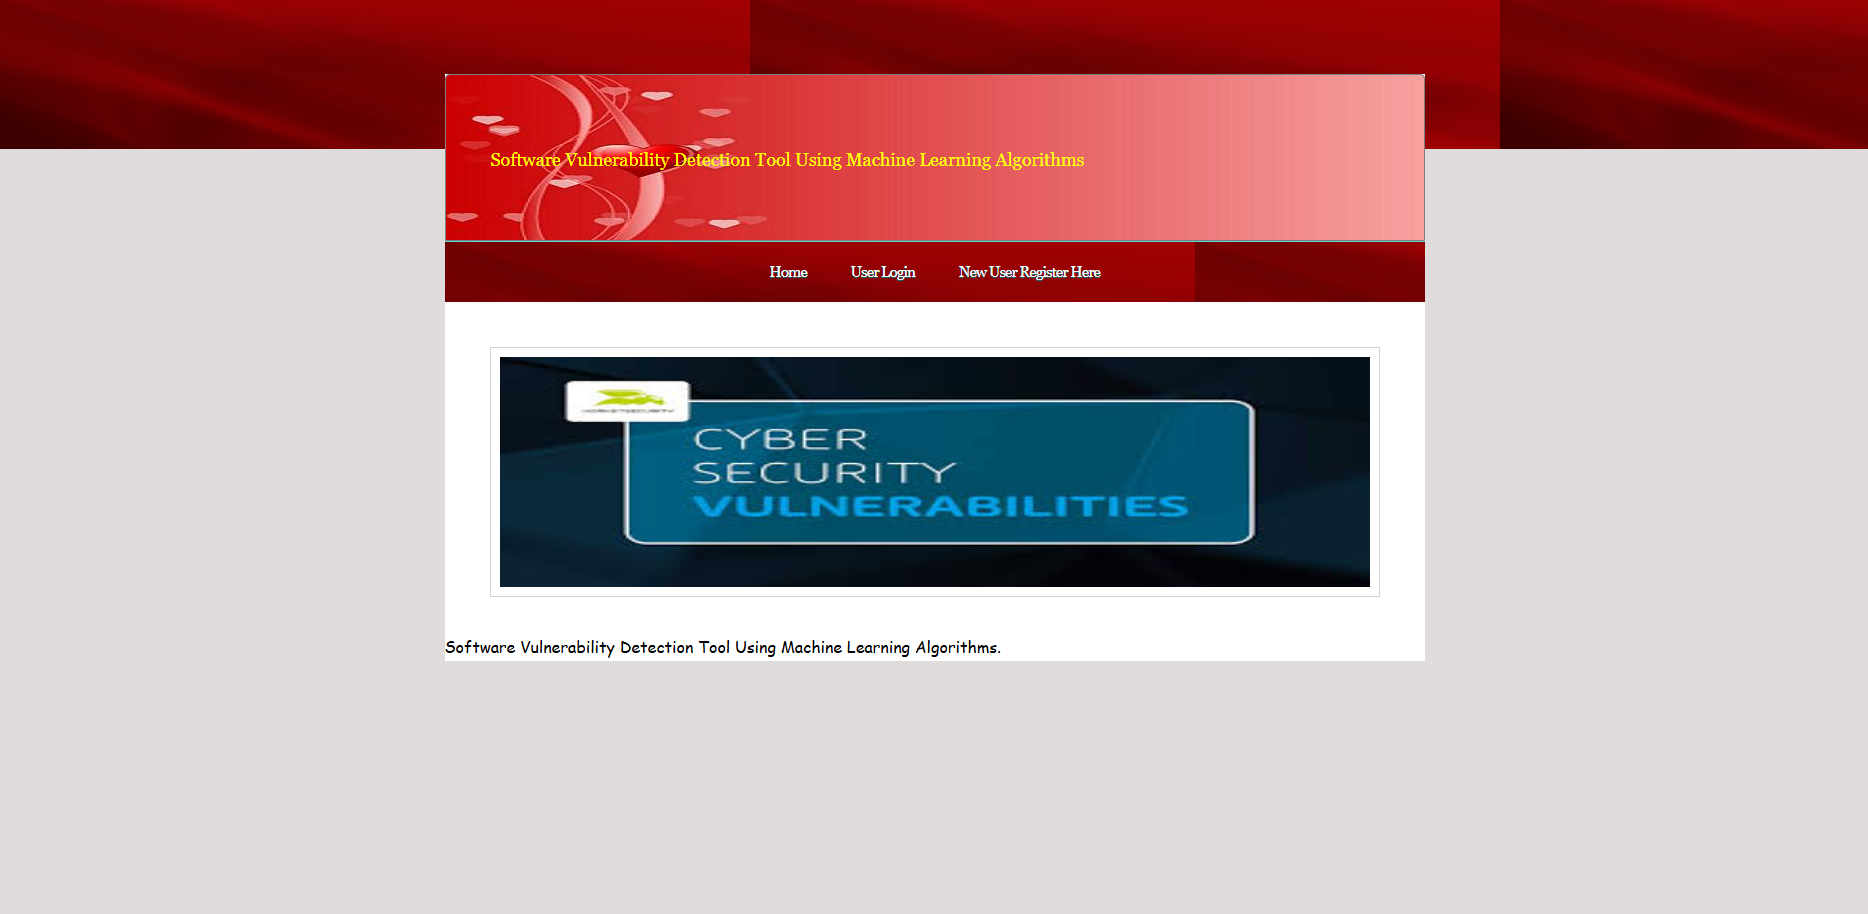 Software Vulnerability Detection Tool Using Machine Learning Algorithms
Home
User Login
New User Register Here
CYBER
SECURITY
VULNERABILITIES
Software Vulnerability Detection Tool Using Machine Learning Algorithms.